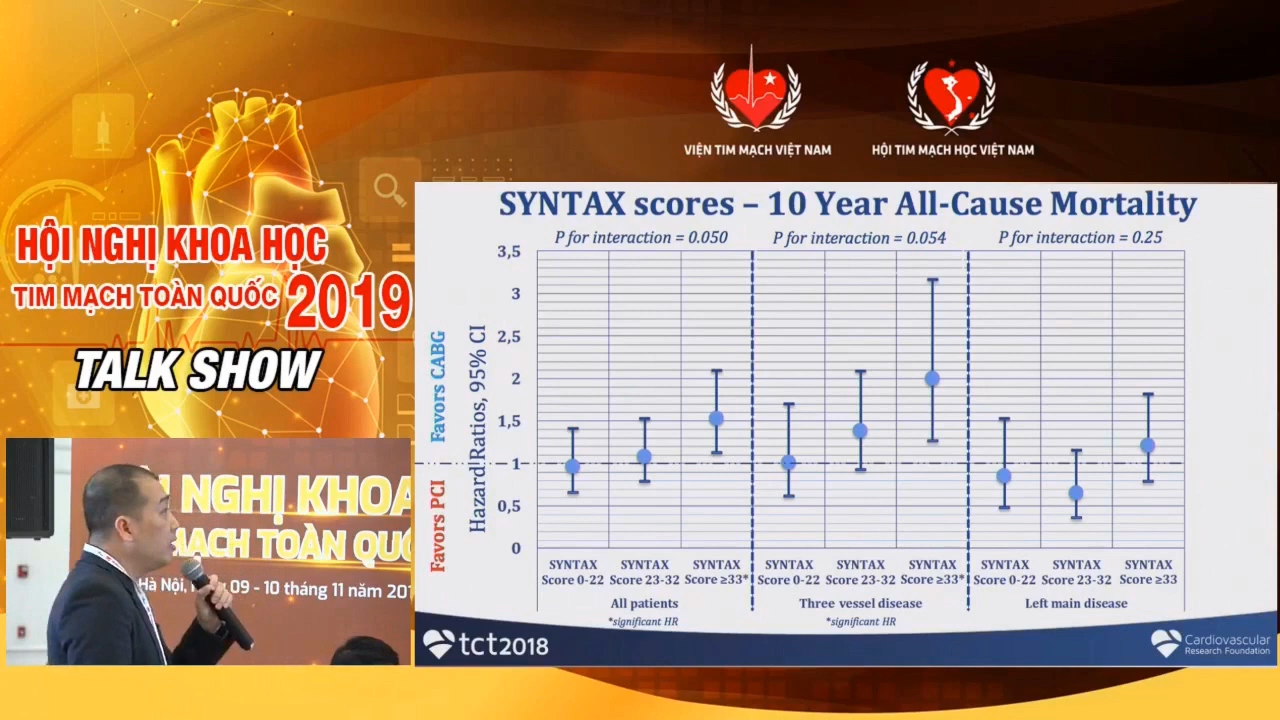 VIỆN TIM MẠCH VIỆT NAM
HỘI TIM MẠCH HỌC VIỆT NAM
HỘI NGHỊ KHOA HỌC
TIM MẠCH TOÀN QUỐC 2019
TALK SHOW
NGHỊ KHOA
MẠCH TOÀN QUỐ
Hà Nội,
09 - 10 tháng 11 năm 201
SYNTAX scores – 10 Year All-Cause Mortality
P for interaction = 0.050
P for interaction = 0.054
P for interaction = 0.25
Favors CABG
Favors PCI
Hazard Ratios, 95% CI
3,5
3
2,5
2
1,5
1
0,5
0
SYNTAX Score 0-22
SYNTAX Score 23-32
SYNTAX Score ≥33*
SYNTAX Score 0-22
SYNTAX Score 23-32
SYNTAX Score ≥33*
SYNTAX Score 0-22
SYNTAX Score 23-32
SYNTAX Score ≥33
All patients
Three vessel disease
Left main disease
*significant HR
*significant HR
tct2018
Cardiovascular
Research Foundation